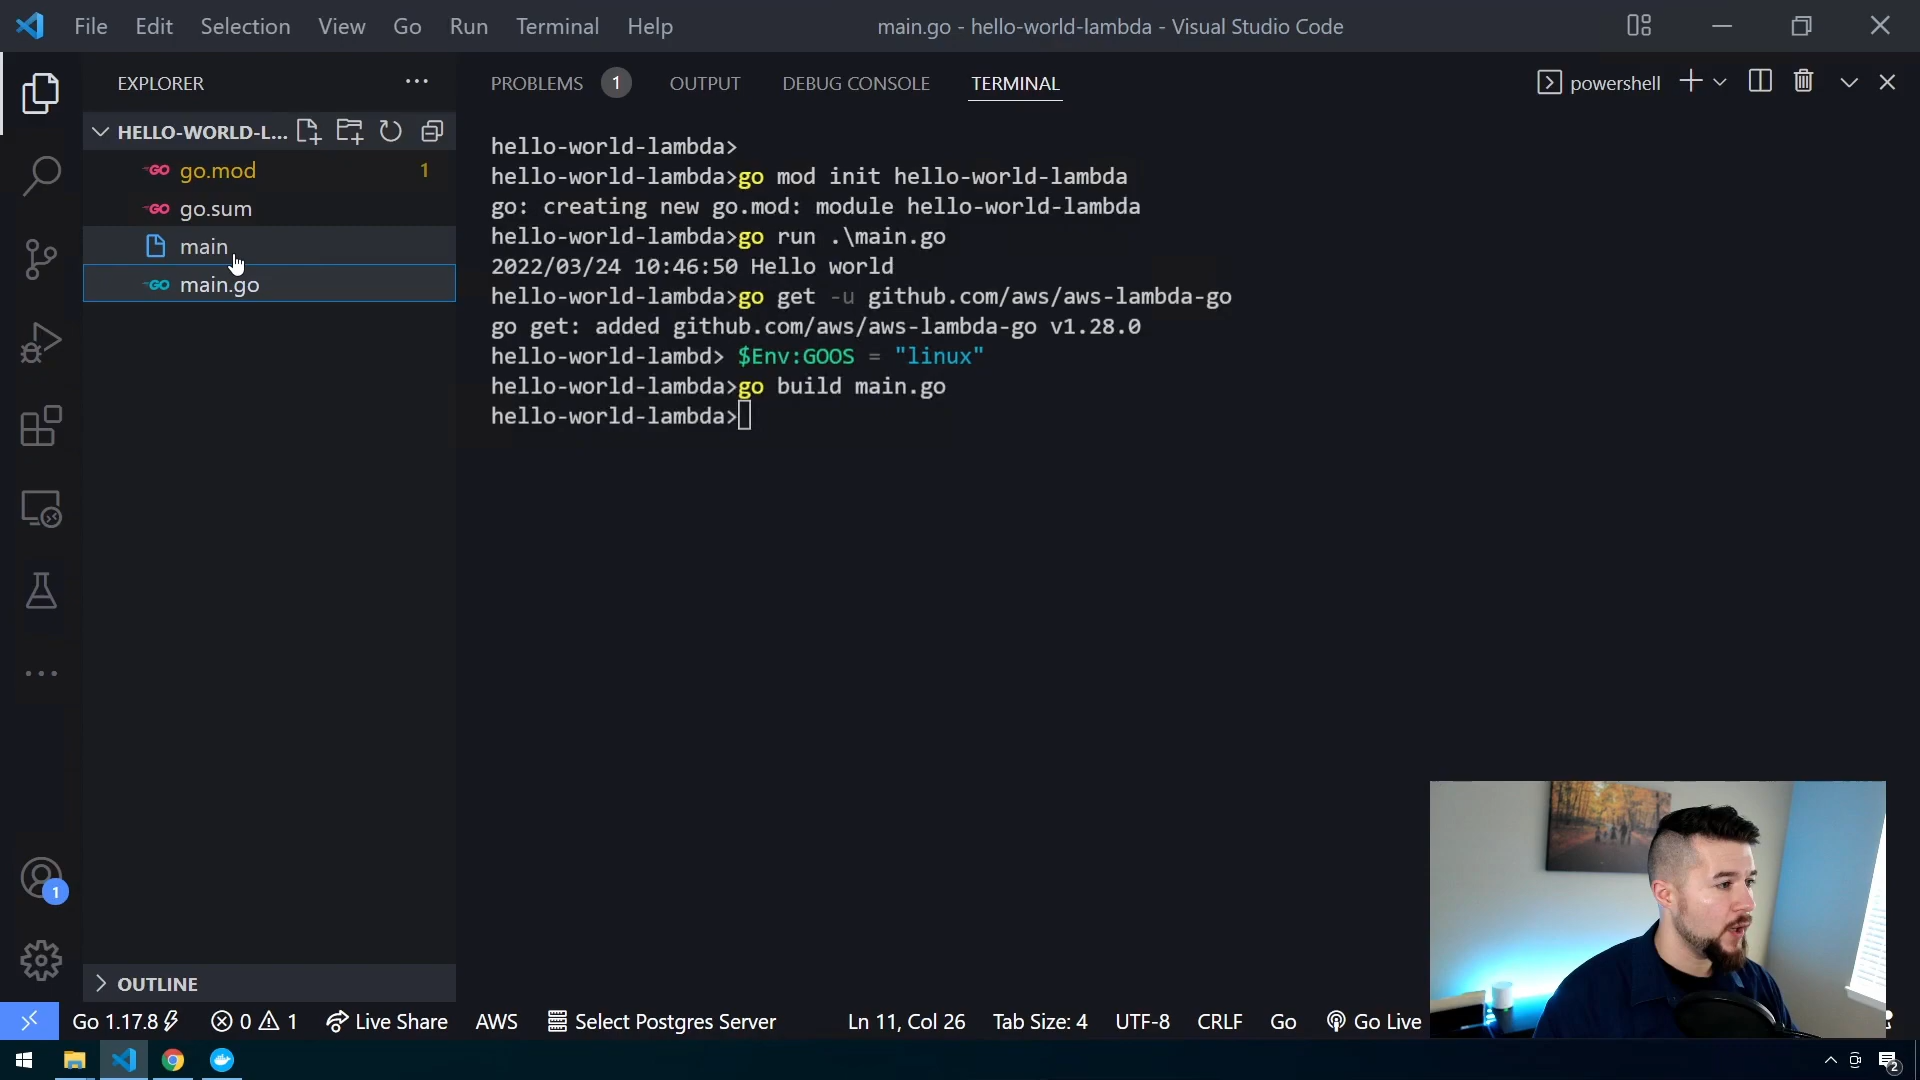 File Edit Selection View Go Run Terminal Help main.go - hello-world-lambda - Visual Studio Code
EXPLORER
PROBLEMS 1 OUTPUT DEBUG CONSOLE TERMINAL powershell
HELLO-WORLD-L...
go.mod 1
go.sum
main
main.go
hello-world-lambda>
hello-world-lambda>go mod init hello-world-lambda
go: creating new go.mod: module hello-world-lambda
hello-world-lambda>go run .\main.go
2022/03/24 10:46:50 Hello world
hello-world-lambda>go get -u github.com/aws/aws-lambda-go
go get: added github.com/aws/aws-lambda-go v1.28.0
hello-world-lambd> $Env:GOOS = "linux"
hello-world-lambda>go build main.go
hello-world-lambda>
1
OUTLINE
Go 1.17.8 0 1 Live Share AWS Select Postgres Server Ln 11, Col 26 Tab Size: 4 UTF-8 CRLF Go Go Live
2